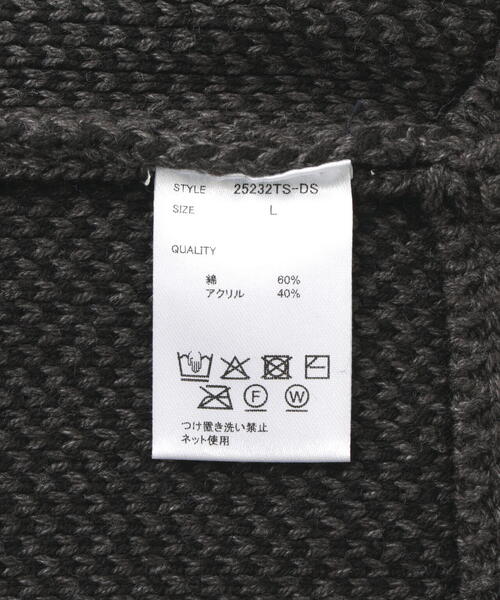 STYLE 25232TS-DS
SIZE L
QUALITY
綿 60%
アクリル 40%
F W
つけ置き洗い禁止
ネット使用